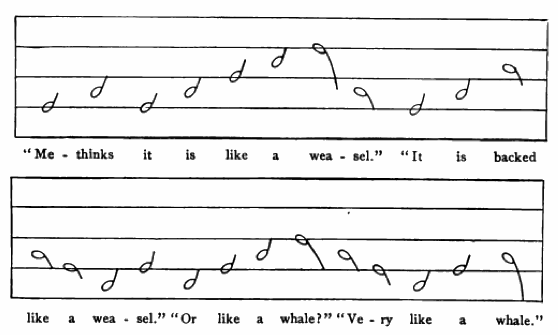 “Me - thinks it is like a wea - sel.” “It is backed
like a wea - sel.” “Or like a whale?” “Ve - ry like a whale.”